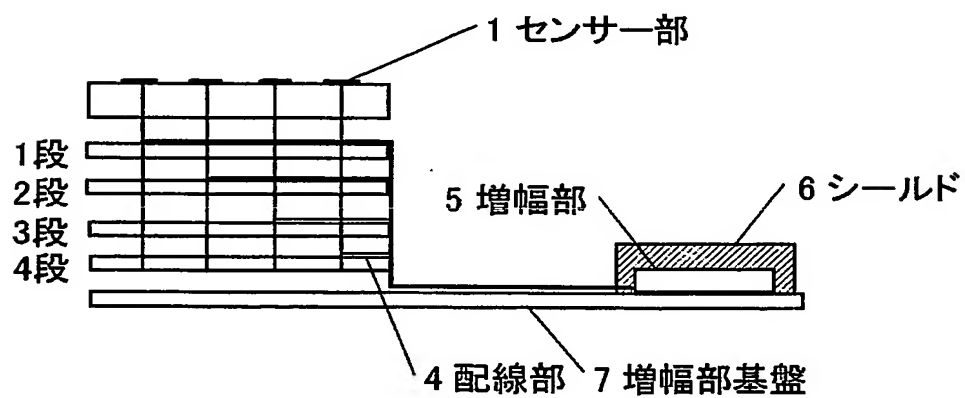 1 センサー部
1段
2段
3段
4段
5 増幅部
6 シールド
4 配線部
7 増幅部基盤